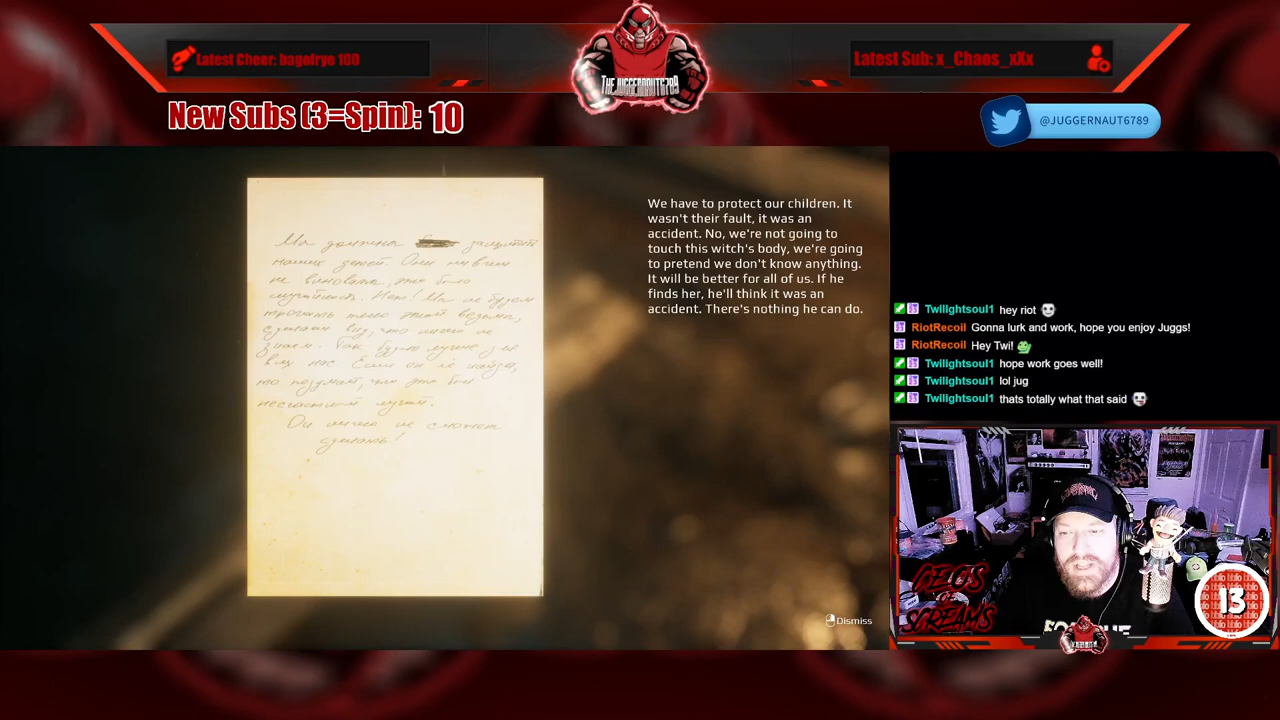 Latest Cheer: bagofrye 100
THEJUGGERNAUT6789
Latest Sub: x_Chaos_xXx
New Subs (3=Spin): 10
@JUGGERNAUT6789
Мы должны защитить
наших детей. Они ни в чем
не виноваты, это была
случайность. Нет! Мы не будем
трогать тело этой ведьмы,
сделаем вид, что ничего не
знаем. Так будет лучше для
всех нас. Если он её найдет,
то подумает, что это был
несчастный случай.
Он ничего не сможет
сделать!
We have to protect our children. It
wasn't their fault, it was an
accident. No, we're not going to
touch this witch's body, we're going
to pretend we don't know anything.
It will be better for all of us. If he
finds her, he'll think it was an
accident. There's nothing he can do.
Dismiss
Twilightsoul1 hey riot
RiotRecoil Gonna lurk and work, hope you enjoy Juggs!
RiotRecoil Hey Twi!
Twilightsoul1 hope work goes well!
Twilightsoul1 lol jug
Twilightsoul1 thats totally what that said
SCREAMS
13